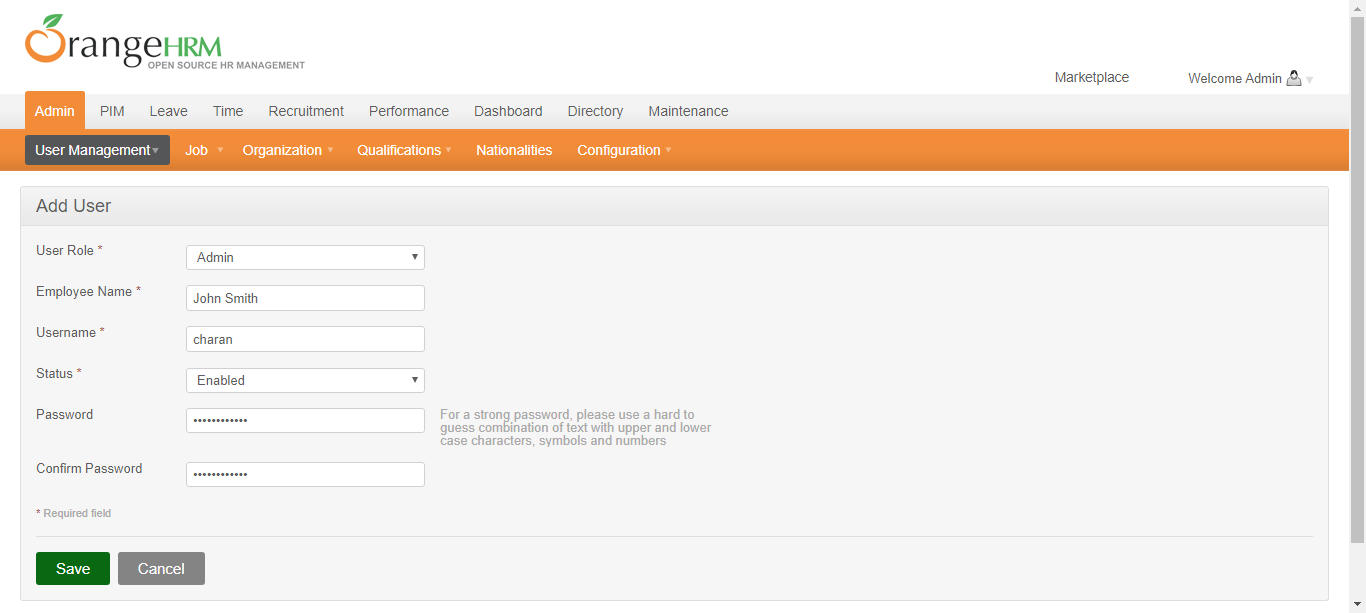 OrangeHRM
OPEN SOURCE HR MANAGEMENT
Marketplace Welcome Admin
Admin PIM Leave Time Recruitment Performance Dashboard Directory Maintenance
User Management Job Organization Qualifications Nationalities Configuration
Add User
User Role * Admin
Employee Name * John Smith
Username * charan
Status * Enabled
Password •••••••••••• For a strong password, please use a hard to
guess combination of text with upper and lower
case characters, symbols and numbers
Confirm Password ••••••••••••
* Required field
Save Cancel